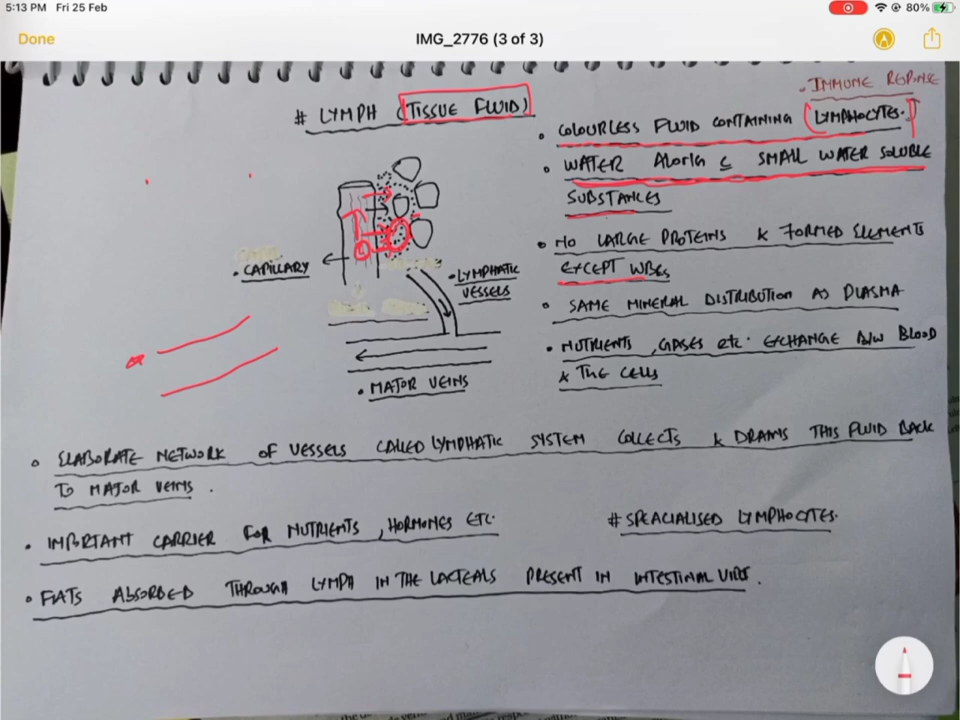 5:13 PM Fri 25 Feb
80%
Done
IMG_2776 (3 of 3)
. IMMUNE RESPONSE
# LYMPH (TISSUE FLUID)
• COLOURLESS FLUID CONTAINING (LYMPHOCYTES.)
• WATER ALONG C SMALL WATER SOLUBLE
SUBSTANCES
• NO LARGE PROTEINS & FORMED ELEMENTS
EXCEPT WBCs
• SAME MINERAL DISTRIBUTION AS PLASMA
• NUTRIENTS, GASES etc. EXCHANGE B/W BLOOD
& THE CELLS
• CAPILLARY
• LYMPHATIC
VESSELS
• MAJOR VEINS
• ELABORATE NETWORK OF VESSELS CALLED LYMPHATIC SYSTEM COLLECTS & DRAINS THIS FLUID BACK
TO MAJOR VEINS .
• IMPORTANT CARRIER FOR NUTRIENTS, HORMONES ETC.
# SPEACIALISED LYMPHOCYTES.
• FATS ABSORBED THROUGH LYMPH IN THE LACTEALS PRESENT IN INTESTINAL